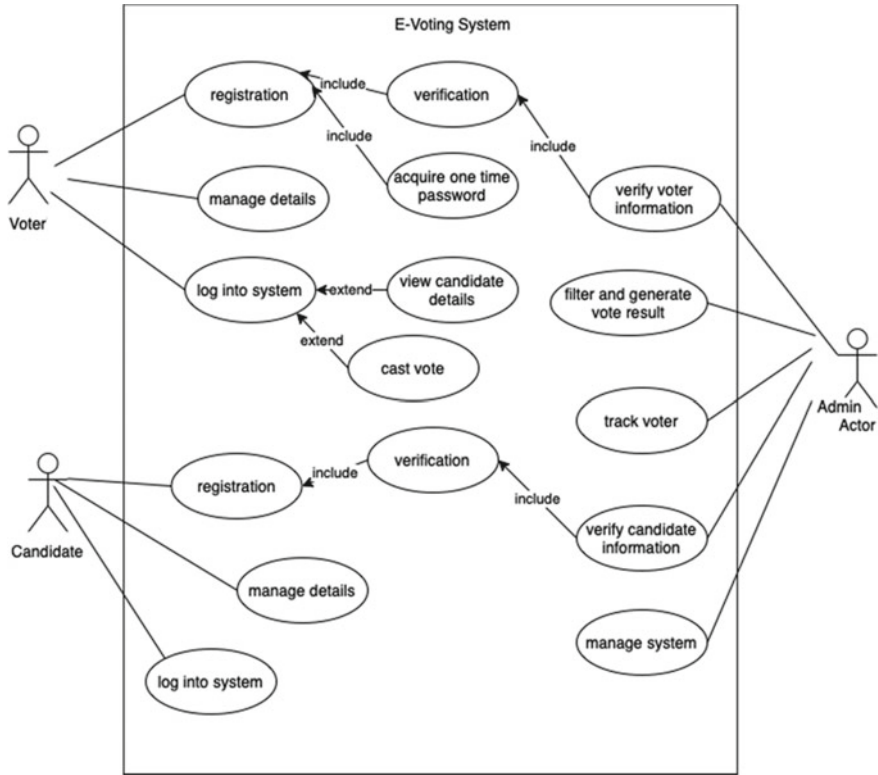 E-Voting System
registration
include
verification
include
include
Voter
acquire one time
password
manage details
verify voter
information
log into system
extend
view candidate
details
filter and generate
vote result
extend
cast vote
Admin
Actor
track voter
Candidate
registration
include
verification
include
verify candidate
information
manage details
manage system
log into system